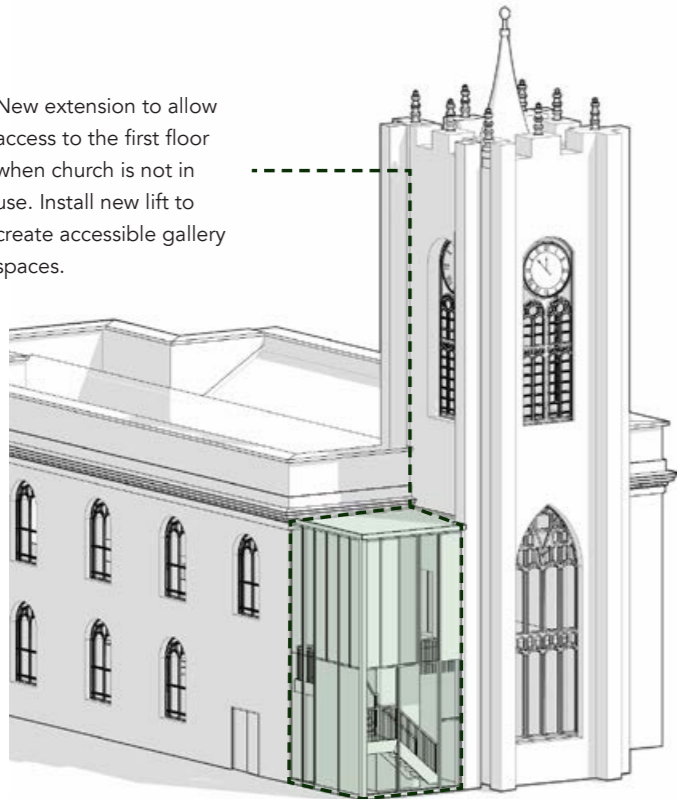 New extension to allow
access to the first floor
when church is not in
use. Install new lift to
create accessible gallery
spaces.